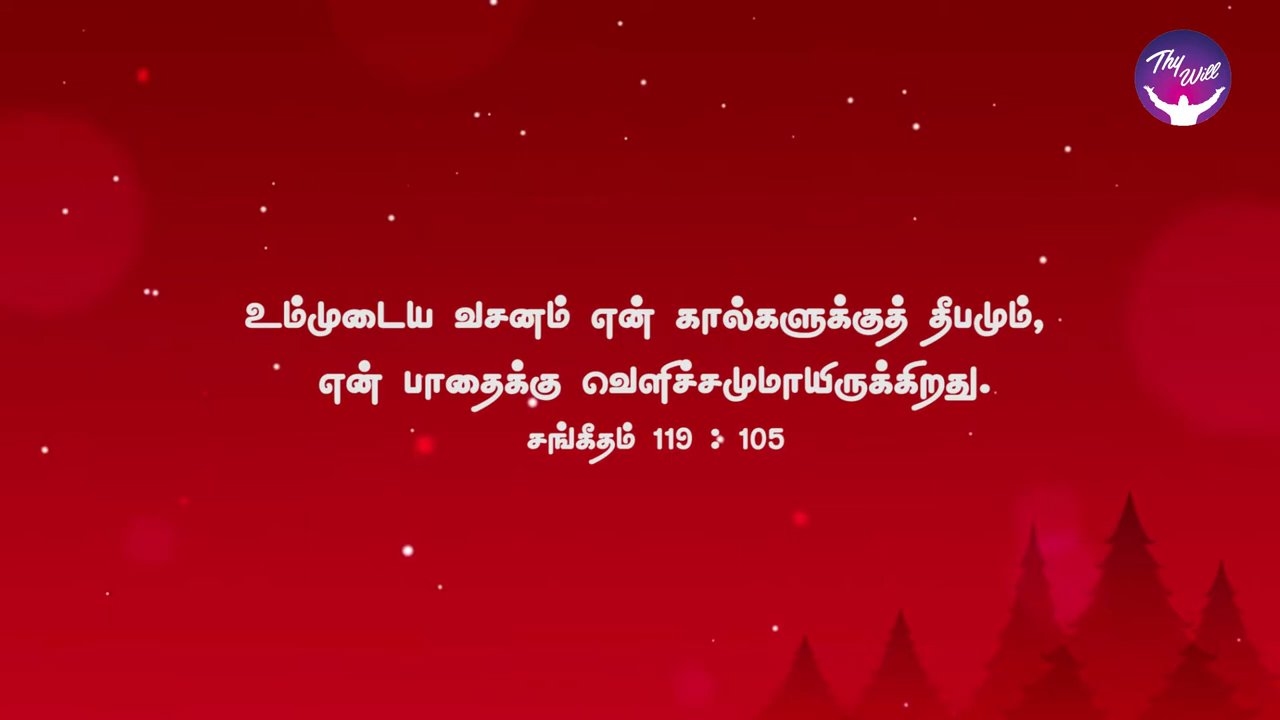 Thy Will
உம்முடைய வசனம் என் கால்களுக்குத் தீபமும்,
என் பாதைக்கு வெளிச்சமுமாயிருக்கிறது.
சங்கீதம் 119 : 105